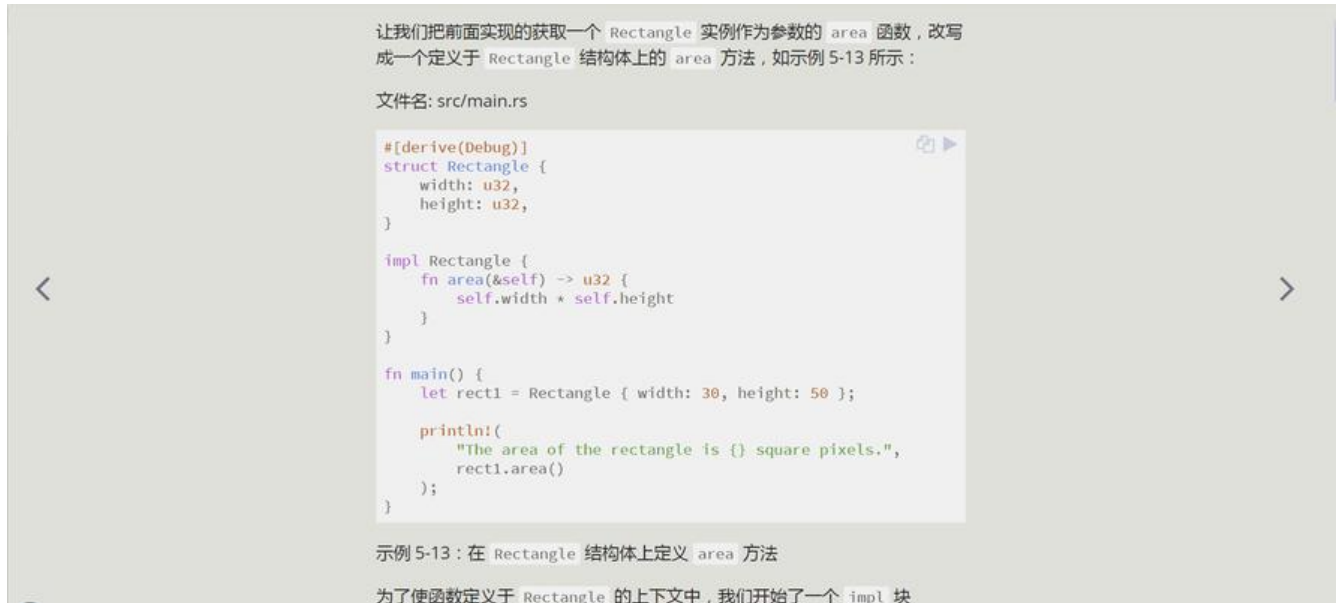 让我们把前面实现的获取一个 Rectangle 实例作为参数的 area 函数，改写
成一个定义于 Rectangle 结构体上的 area 方法，如示例 5-13 所示：
文件名: src/main.rs
#[derive(Debug)]
struct Rectangle {
    width: u32,
    height: u32,
}
impl Rectangle {
    fn area(&self) -> u32 {
        self.width * self.height
    }
}
fn main() {
    let rect1 = Rectangle { width: 30, height: 50 };
    println!(
        "The area of the rectangle is {} square pixels.",
        rect1.area()
    );
}
示例 5-13：在 Rectangle 结构体上定义 area 方法
为了使函数定义于 Rectangle 的上下文中，我们开始了一个 impl 块